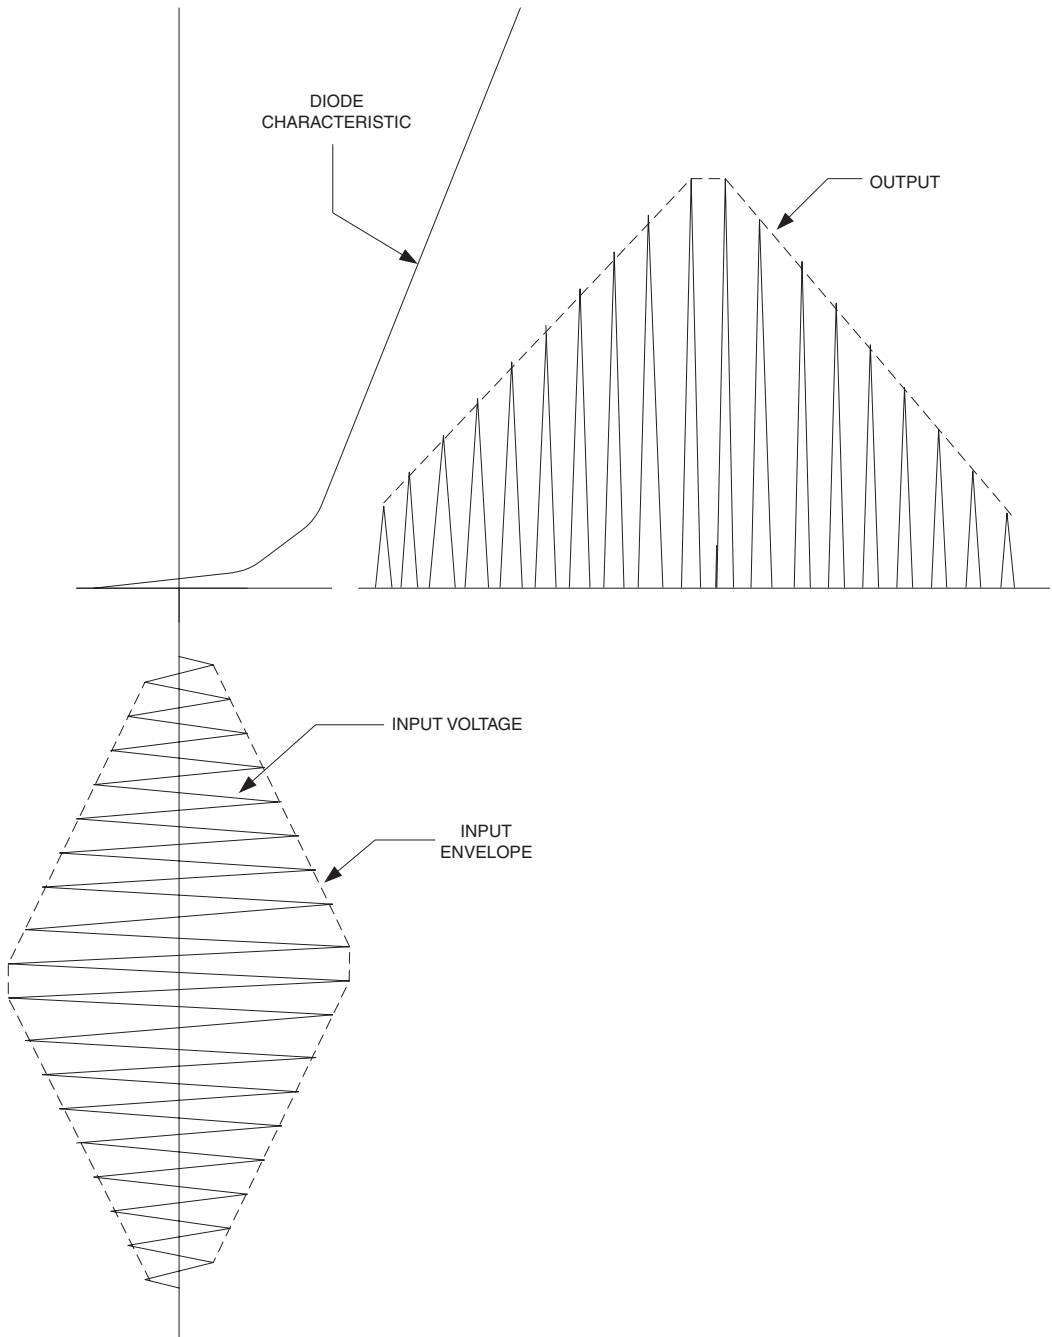 DIODE
CHARACTERISTIC
OUTPUT
INPUT VOLTAGE
INPUT
ENVELOPE